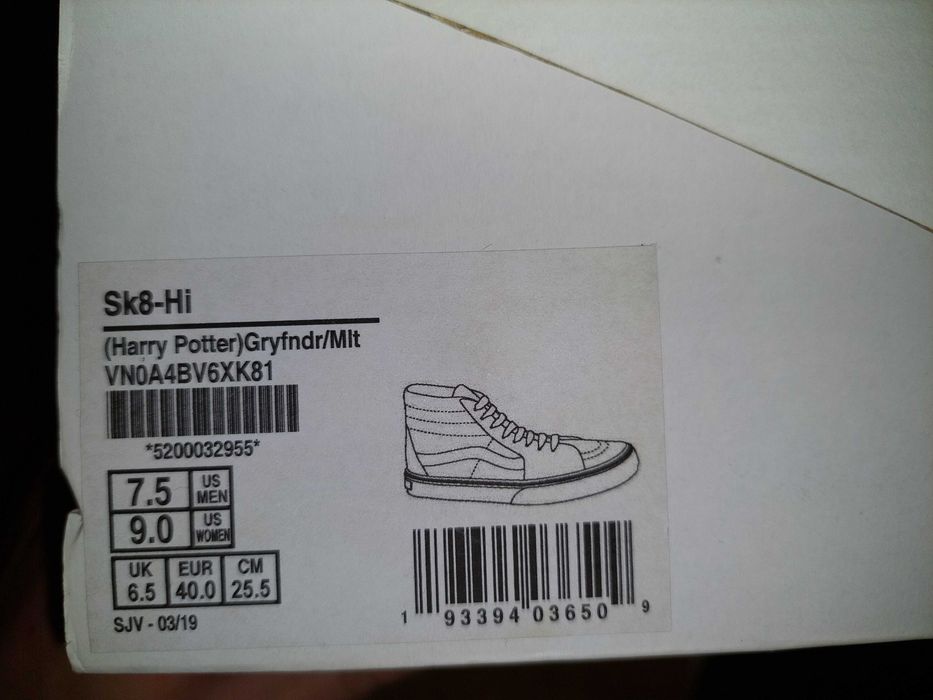 Sk8-Hi
(Harry Potter)Gryfndr/Mlt
VN0A4BV6XK81
*5200032955*
7.5 US MEN
9.0 US WOMEN
UK EUR CM
6.5 40.0 25.5
SJV - 03/19
1 93394 03650 9